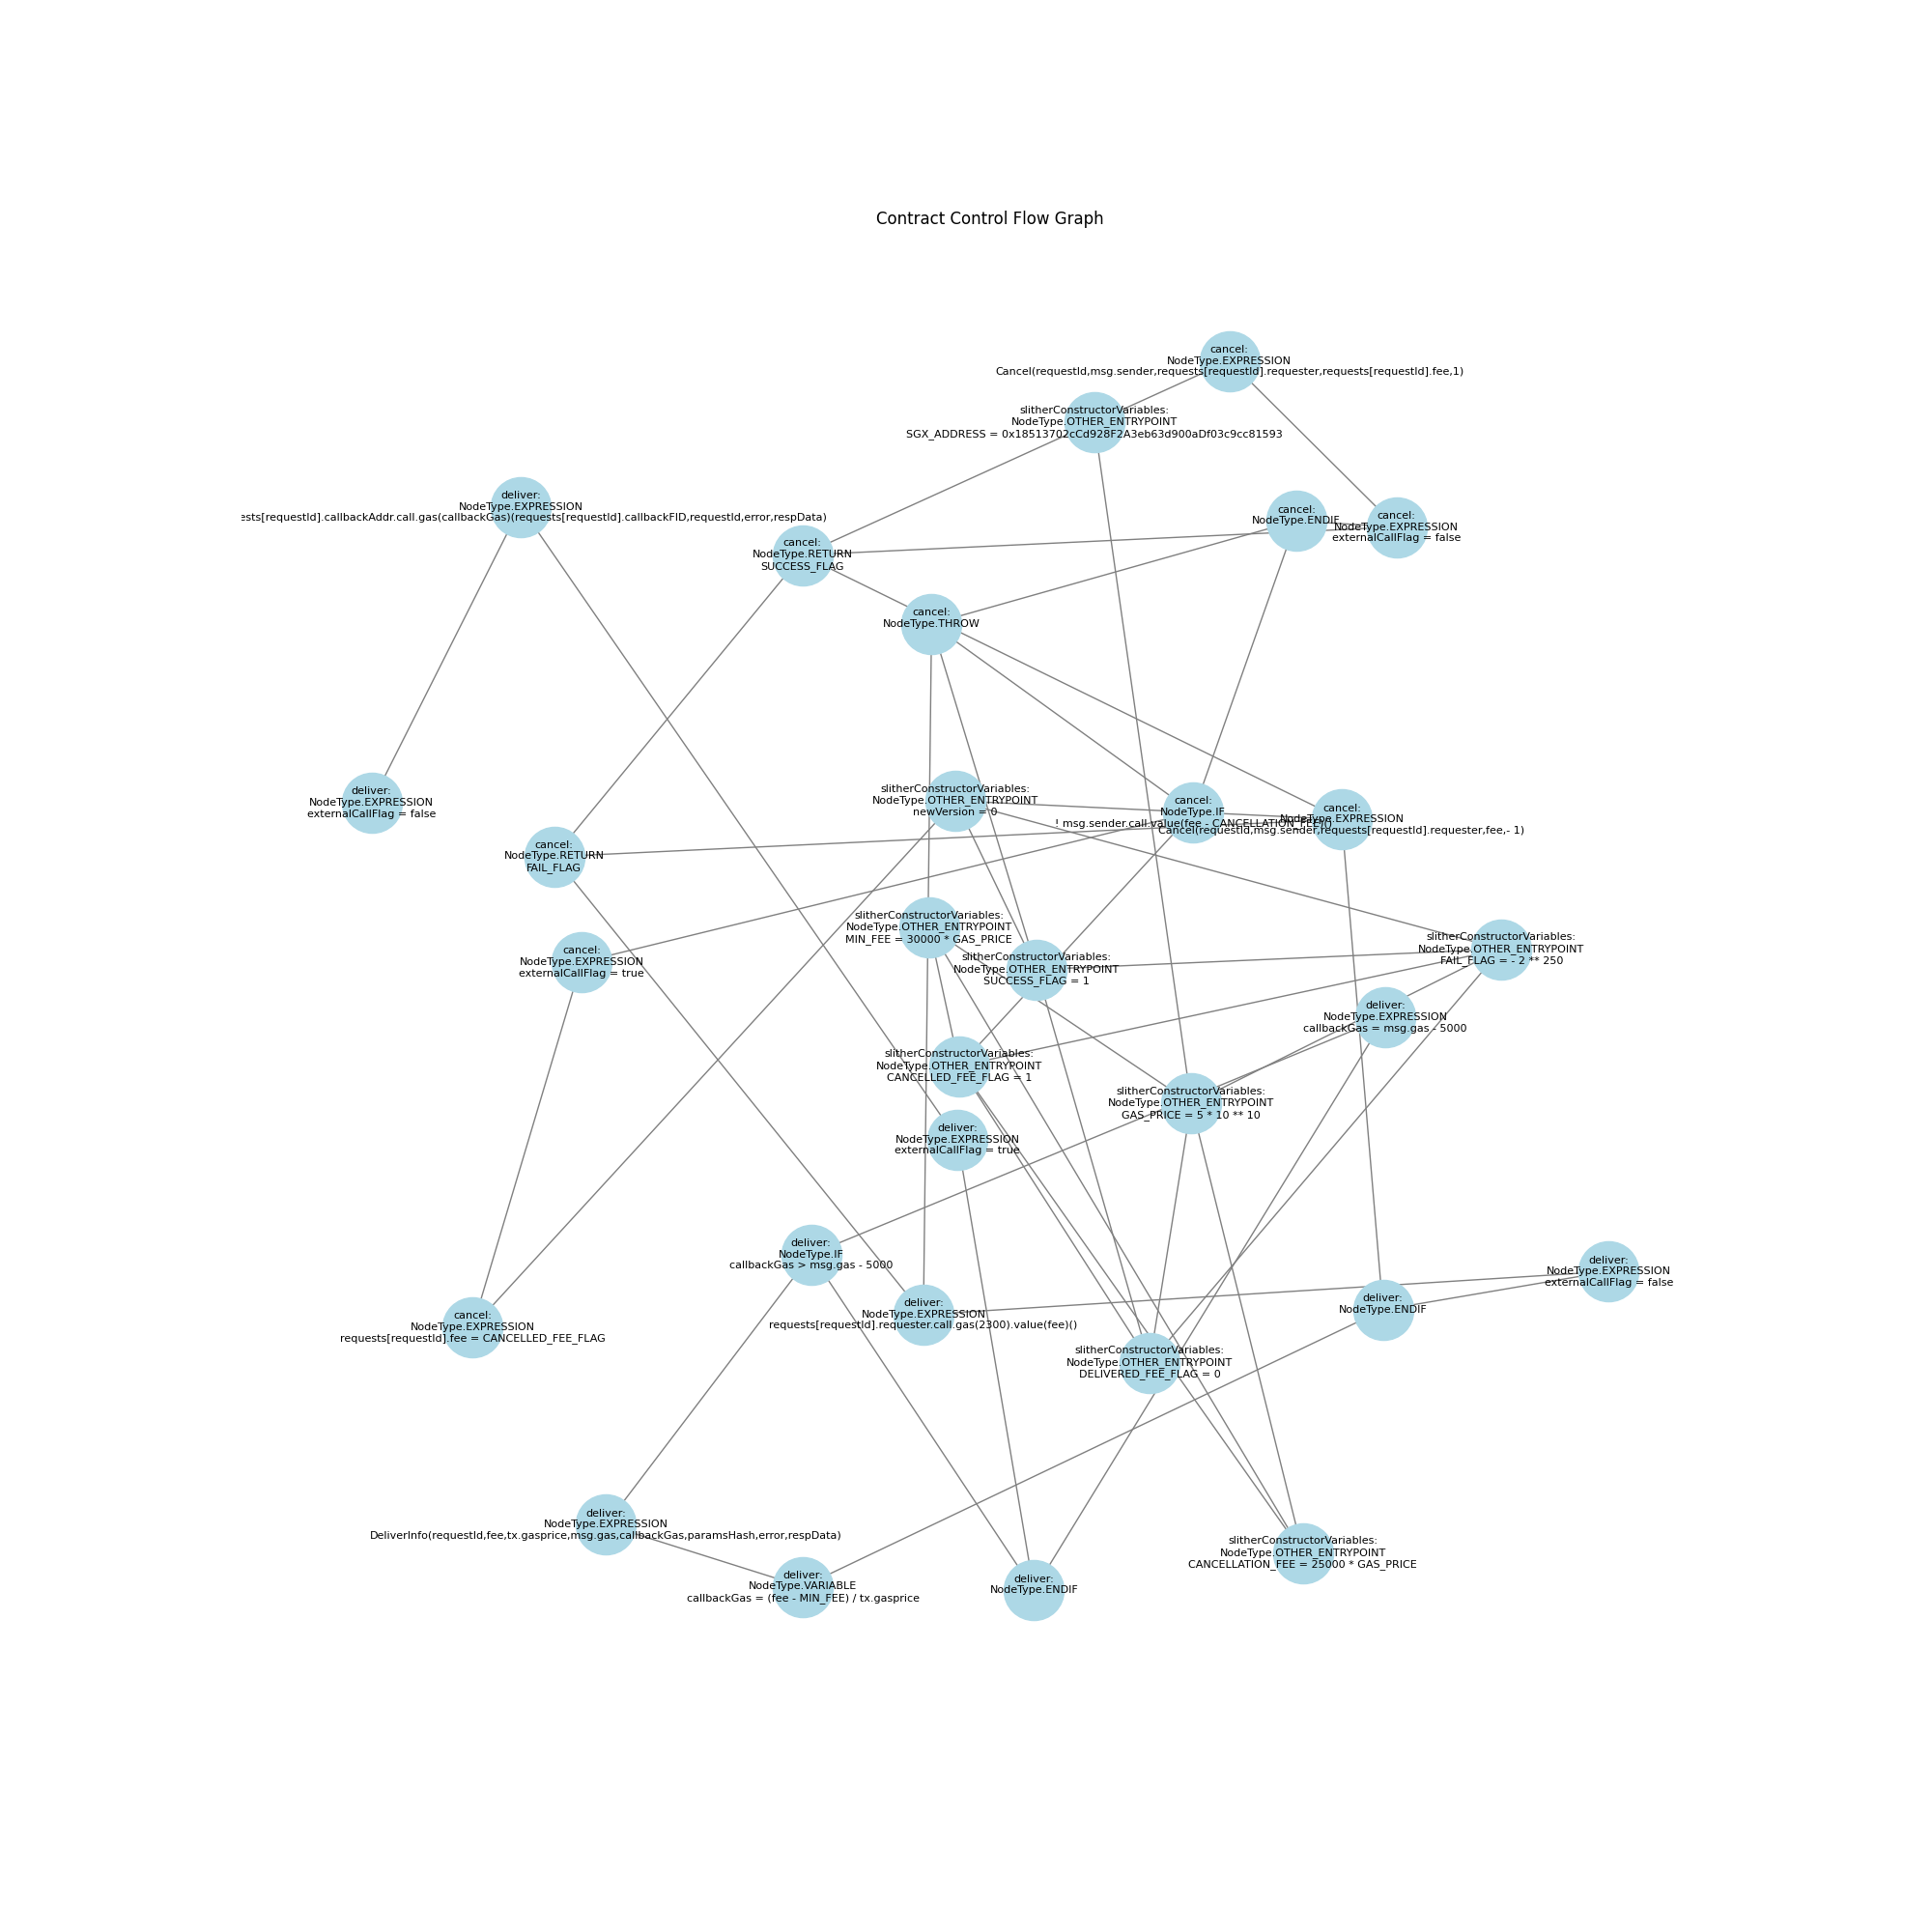 Contract Control Flow Graph
cancel:
NodeType.EXPRESSION
Cancel(requestId,msg.sender,requests[requestId].requester,requests[requestId].fee,1)
slitherConstructorVariables:
NodeType.OTHER_ENTRYPOINT
SGX_ADDRESS = 0x18513702cCd928F2A3eb63d900aDf03c9cc81593
deliver:
NodeType.EXPRESSION
ests[requestId].callbackAddr.call.gas(callbackGas)(requests[requestId].callbackFID,requestId,error,respData)
cancel:
NodeType.ENDIF
cancel:
NodeType.EXPRESSION
externalCallFlag = false
cancel:
NodeType.RETURN
SUCCESS_FLAG
cancel:
NodeType.THROW
slitherConstructorVariables:
NodeType.OTHER_ENTRYPOINT
newVersion = 0
deliver:
NodeType.EXPRESSION
externalCallFlag = false
cancel:
NodeType.IF
! msg.sender.call.value(fee - CANCELLATION_FEE)()
cancel:
NodeType.EXPRESSION
Cancel(requestId,msg.sender,requests[requestId].requester,fee,- 1)
cancel:
NodeType.RETURN
FAIL_FLAG
slitherConstructorVariables:
NodeType.OTHER_ENTRYPOINT
MIN_FEE = 30000 * GAS_PRICE
slitherConstructorVariables:
NodeType.OTHER_ENTRYPOINT
FAIL_FLAG = - 2 ** 250
cancel:
NodeType.EXPRESSION
externalCallFlag = true
slitherConstructorVariables:
NodeType.OTHER_ENTRYPOINT
SUCCESS_FLAG = 1
deliver:
NodeType.EXPRESSION
callbackGas = msg.gas - 5000
slitherConstructorVariables:
NodeType.OTHER_ENTRYPOINT
CANCELLED_FEE_FLAG = 1
slitherConstructorVariables:
NodeType.OTHER_ENTRYPOINT
GAS_PRICE = 5 * 10 ** 10
deliver:
NodeType.EXPRESSION
externalCallFlag = true
deliver:
NodeType.IF
callbackGas > msg.gas - 5000
deliver:
NodeType.EXPRESSION
externalCallFlag = false
deliver:
NodeType.ENDIF
deliver:
NodeType.EXPRESSION
requests[requestId].requester.call.gas(2300).value(fee)()
cancel:
NodeType.EXPRESSION
requests[requestId].fee = CANCELLED_FEE_FLAG
slitherConstructorVariables:
NodeType.OTHER_ENTRYPOINT
DELIVERED_FEE_FLAG = 0
deliver:
NodeType.EXPRESSION
DeliverInfo(requestId,fee,tx.gasprice,msg.gas,callbackGas,paramsHash,error,respData)
slitherConstructorVariables:
NodeType.OTHER_ENTRYPOINT
CANCELLATION_FEE = 25000 * GAS_PRICE
deliver:
NodeType.VARIABLE
callbackGas = (fee - MIN_FEE) / tx.gasprice
deliver:
NodeType.ENDIF